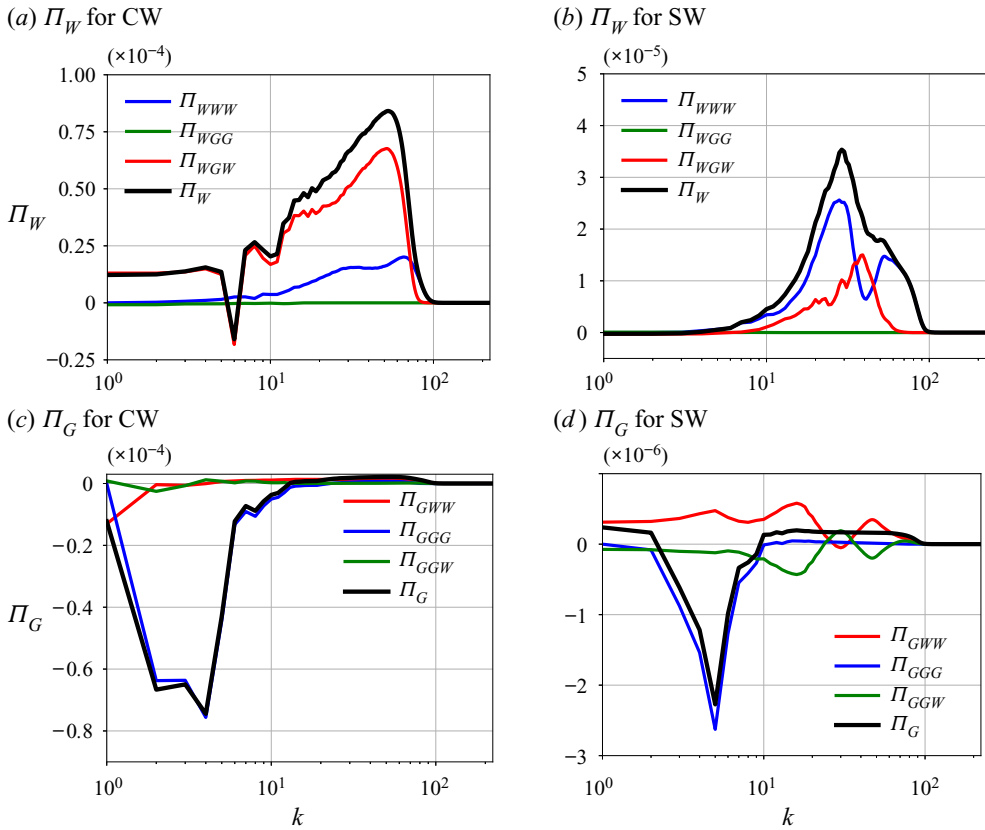 (a) Π_W for CW
(×10⁻⁴)
1.00
0.75
0.50
0.25
0
−0.25
Π_W
Π_WWW
Π_WGG
Π_WGW
Π_W
10⁰
10¹
10²
(b) Π_W for SW
(×10⁻⁵)
5
4
3
2
1
0
Π_WWW
Π_WGG
Π_WGW
Π_W
10⁰
10¹
10²
(c) Π_G for CW
(×10⁻⁴)
0
−0.2
−0.4
−0.6
−0.8
Π_G
Π_GWW
Π_GGG
Π_GGW
Π_G
10⁰
10¹
10²
k
(d) Π_G for SW
(×10⁻⁶)
0
−1
−2
−3
Π_GWW
Π_GGG
Π_GGW
Π_G
10⁰
10¹
10²
k